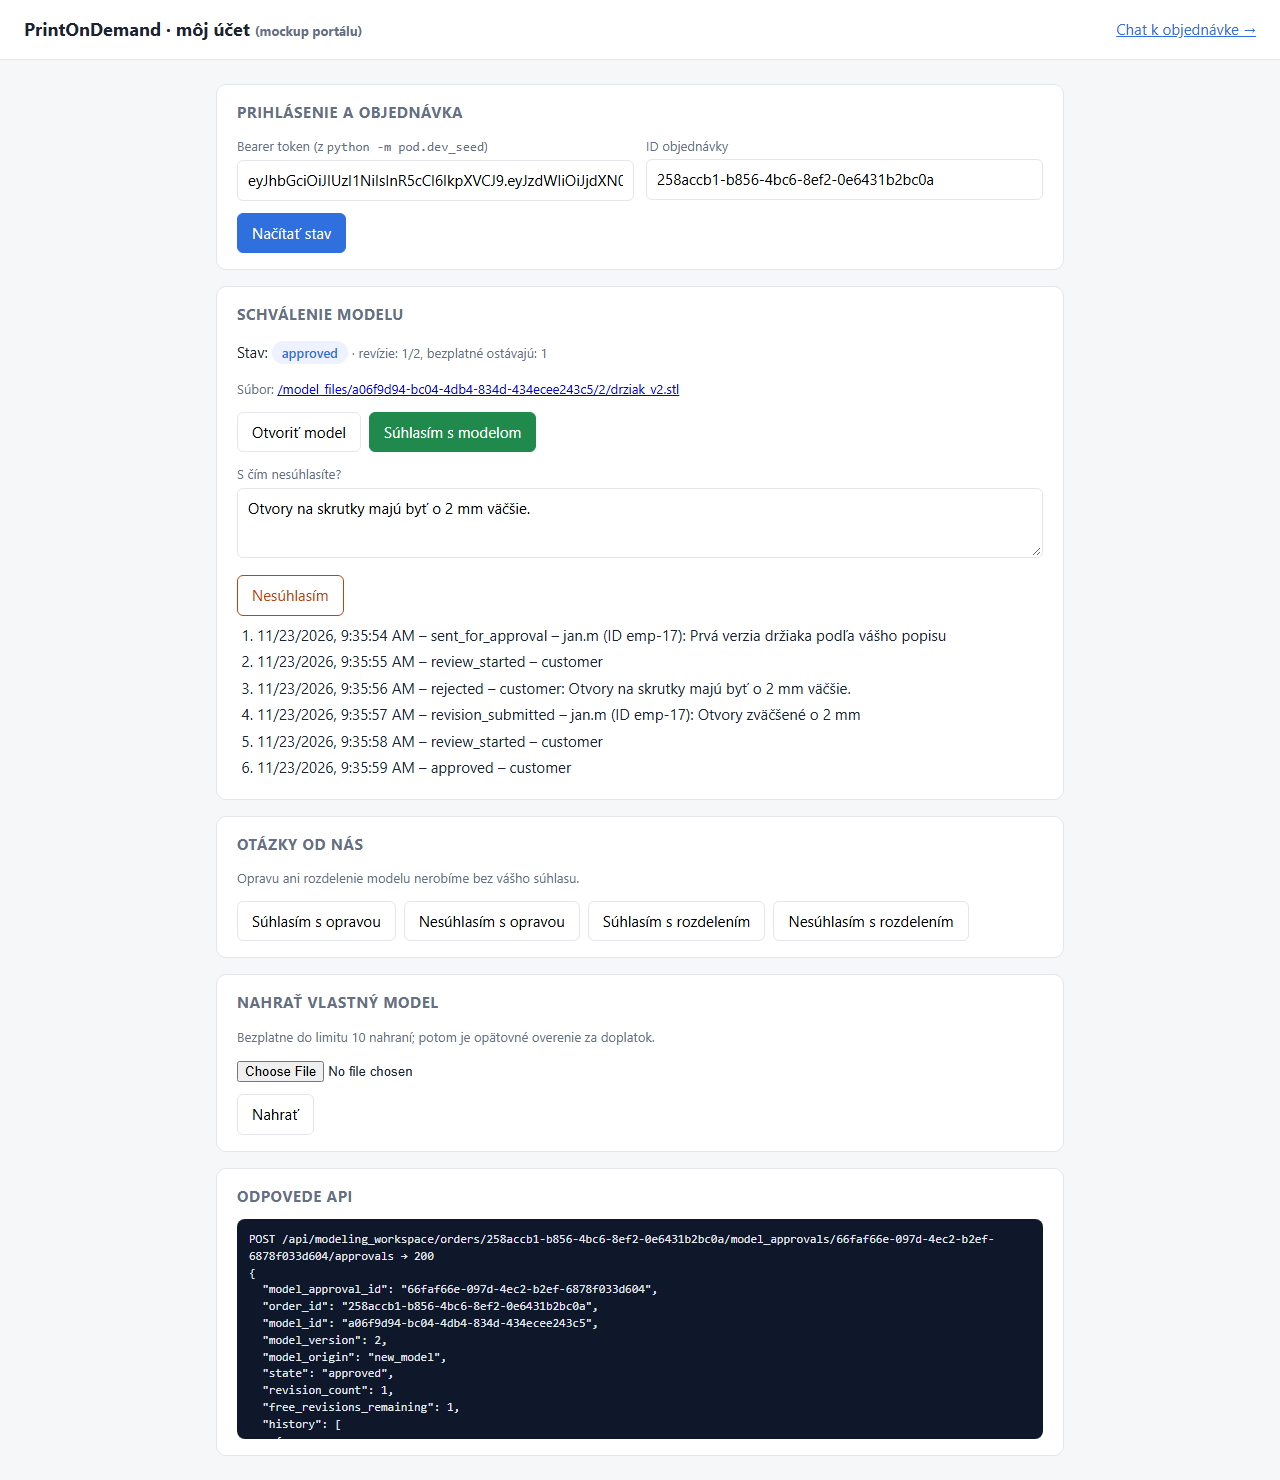 PrintOnDemand · môj účet (mockup portálu)
Chat k objednávke →
PRIHLÁSENIE A OBJEDNÁVKA
Bearer token (z python -m pod.dev_seed)
ID objednávky
258accb1-b856-4bc6-8ef2-0e6431b2bc0a
Načítať stav
SCHVÁLENIE MODELU
Stav: approved · revízie: 1/2, bezplatné ostávajú: 1
Súbor: /model_files/a06f9d94-bc04-4db4-834d-434ecee243c5/2/drziak_v2.stl
Otvoriť model
Súhlasím s modelom
S čím nesúhlasíte?
Otvory na skrutky majú byť o 2 mm väčšie.
Nesúhlasím
1. 11/23/2026, 9:35:54 AM – sent_for_approval – jan.m (ID emp-17): Prvá verzia držiaka podľa vášho popisu
2. 11/23/2026, 9:35:55 AM – review_started – customer
3. 11/23/2026, 9:35:56 AM – rejected – customer: Otvory na skrutky majú byť o 2 mm väčšie.
4. 11/23/2026, 9:35:57 AM – revision_submitted – jan.m (ID emp-17): Otvory zväčšené o 2 mm
5. 11/23/2026, 9:35:58 AM – review_started – customer
6. 11/23/2026, 9:35:59 AM – approved – customer
OTÁZKY OD NÁS
Opravu ani rozdelenie modelu nerobíme bez vášho súhlasu.
Súhlasím s opravou
Nesúhlasím s opravou
Súhlasím s rozdelením
Nesúhlasím s rozdelením
NAHRAŤ VLASTNÝ MODEL
Bezplatne do limitu 10 nahraní; potom je opätovné overenie za doplatok.
Choose File No file chosen
Nahrať
ODPOVEDE API
POST /api/modeling_workspace/orders/258accb1-b856-4bc6-8ef2-0e6431b2bc0a/model_approvals/66faf66e-097d-4ec2-b2ef-
6878f033d604/approvals → 200
{
"model_approval_id": "66faf66e-097d-4ec2-b2ef-6878f033d604",
"order_id": "258accb1-b856-4bc6-8ef2-0e6431b2bc0a",
"model_id": "a06f9d94-bc04-4db4-834d-434ecee243c5",
"model_version": 2,
"model_origin": "new_model",
"state": "approved",
"revision_count": 1,
"free_revisions_remaining": 1,
"history": [